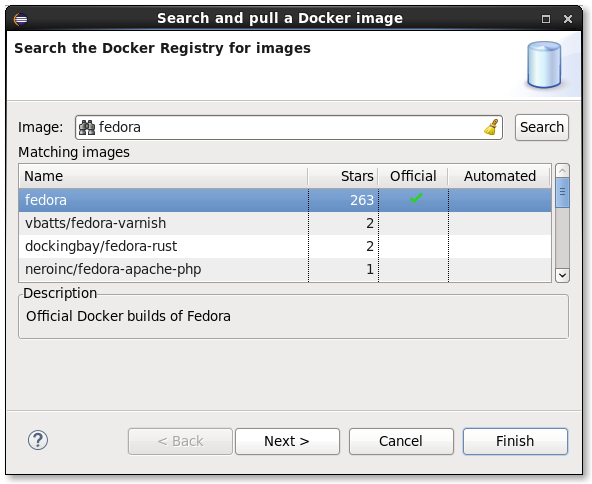 Search and pull a Docker image
Search the Docker Registry for images
Image: fedora Search
Matching images
Name Stars Official Automated
fedora 263
vbatts/fedora-varnish 2
dockingbay/fedora-rust 2
neroinc/fedora-apache-php 1
Description
Official Docker builds of Fedora
? < Back Next > Cancel Finish